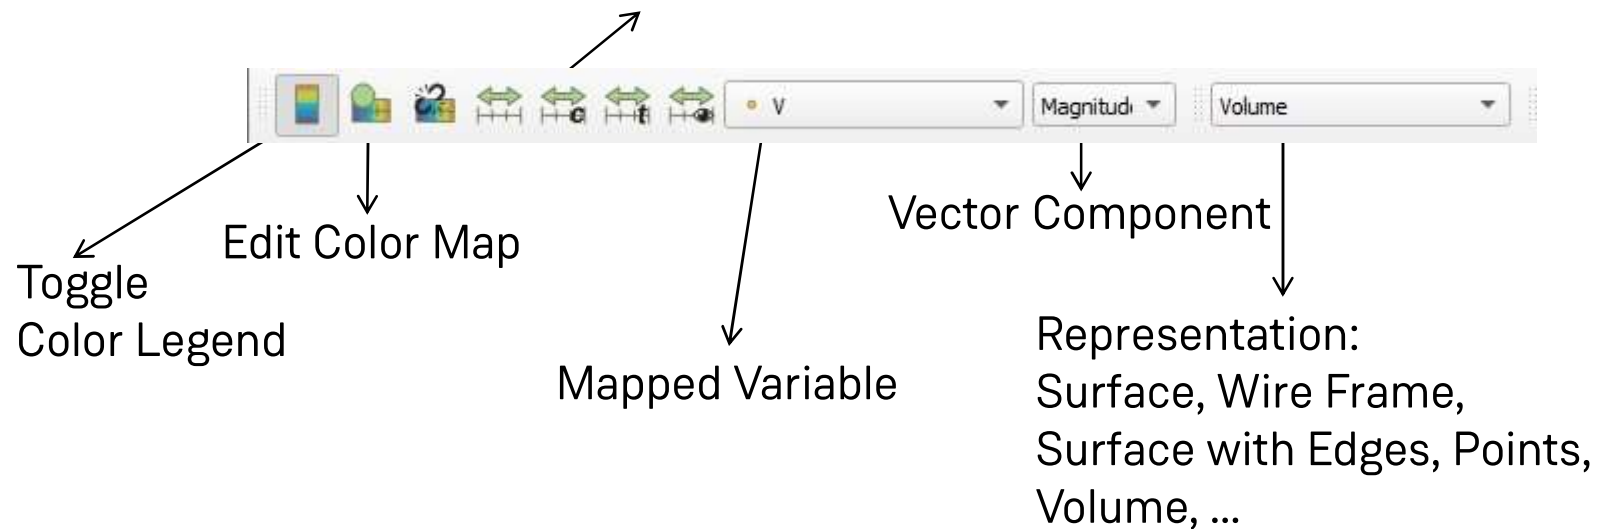 V
Magnitud
Volume
Vector Component
Edit Color Map
Toggle
Color Legend
Mapped Variable
Representation:
Surface, Wire Frame,
Surface with Edges, Points,
Volume, ...
c
t